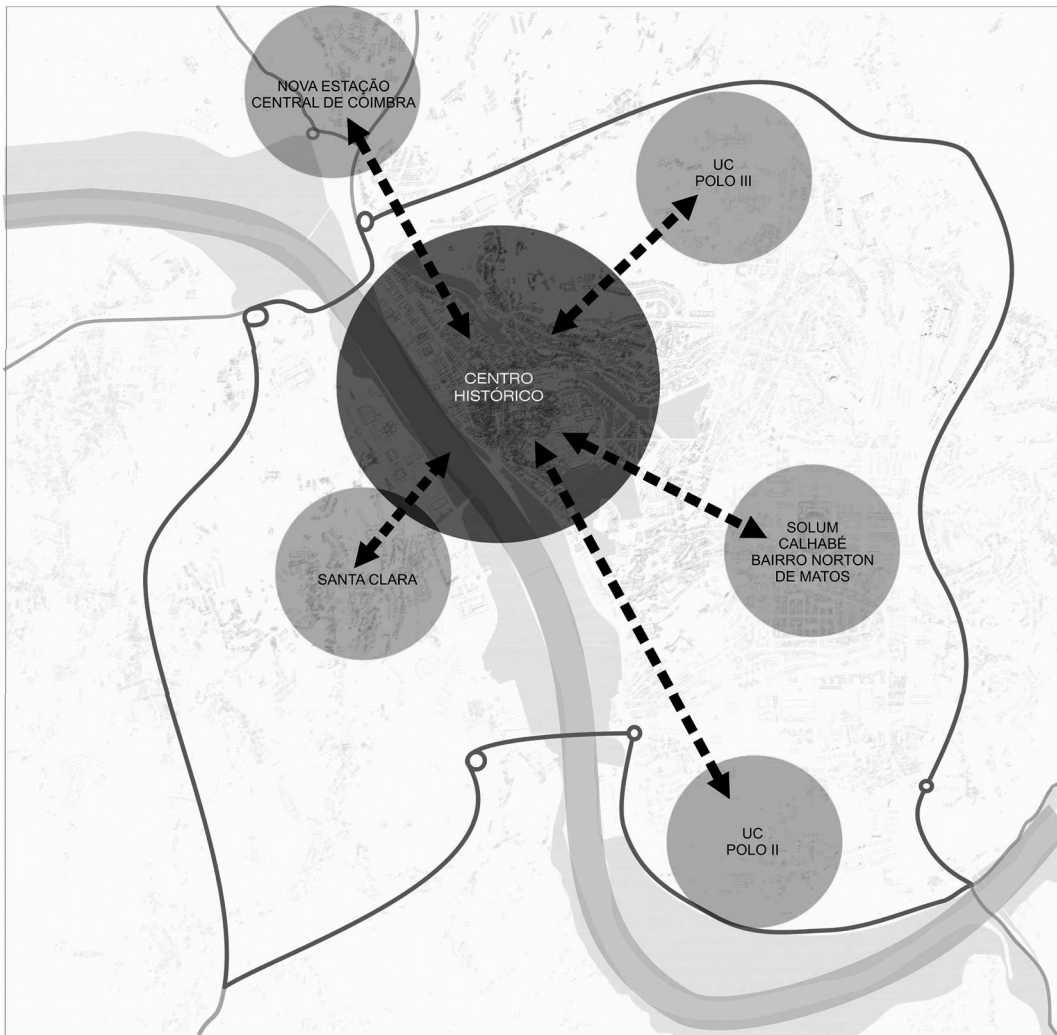 NOVA ESTAÇÃO
CENTRAL DE COIMBRA
UC
POLO III
CENTRO
HISTÓRICO
SOLUM
CALHABÉ
BAIRRO NORTON
DE MATOS
SANTA CLARA
UC
POLO II